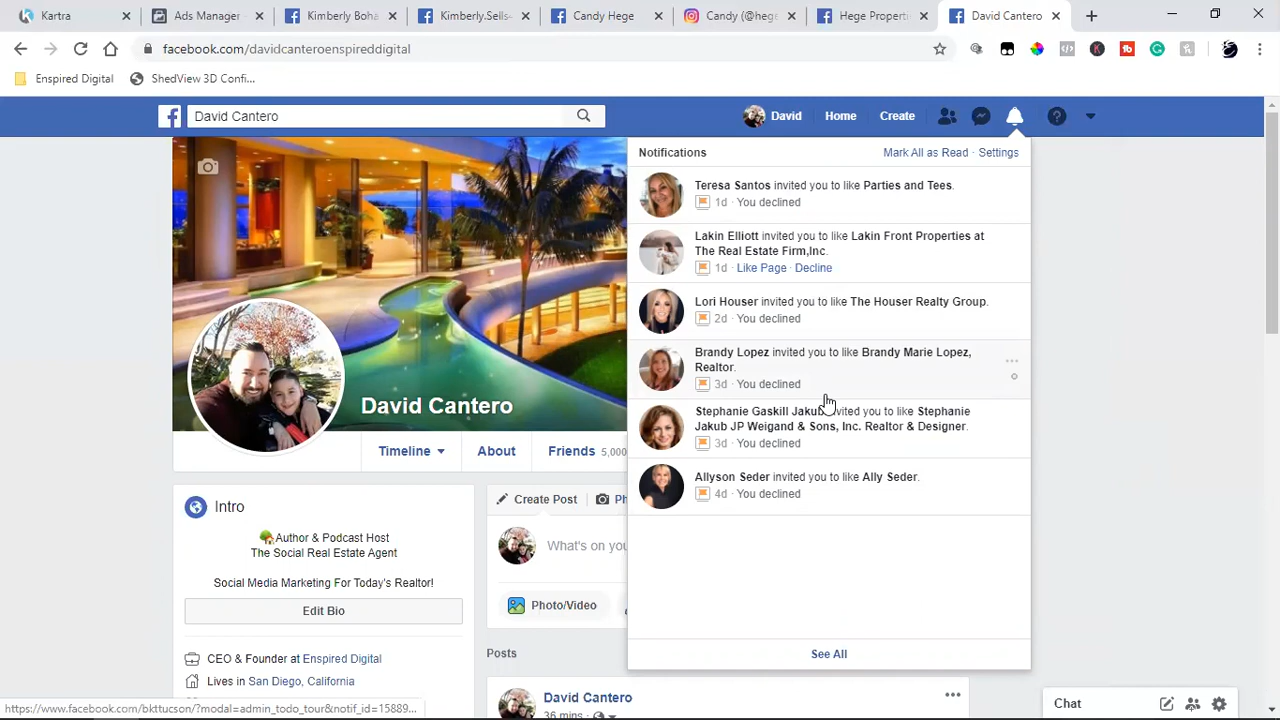 Kartra
Ads Manager
Kimberly Boha
Kimberly.Sells-
Candy Hege
Candy (@hege
Hege Properti
David Cantero
facebook.com/davidcanteroenspireddigital
Enspired Digital
ShedView 3D Confi...
David Cantero
David
Home
Create
Notifications
Mark All as Read · Settings
Teresa Santos invited you to like Parties and Tees.
1d · You declined
Lakin Elliott invited you to like Lakin Front Properties at
The Real Estate Firm,Inc.
1d · Like Page · Decline
Lori Houser invited you to like The Houser Realty Group.
2d · You declined
Brandy Lopez invited you to like Brandy Marie Lopez,
Realtor.
3d · You declined
Stephanie Gaskill Jakub invited you to like Stephanie
Jakub JP Weigand & Sons, Inc. Realtor & Designer.
3d · You declined
Allyson Seder invited you to like Ally Seder.
4d · You declined
See All
David Cantero
Timeline
About
Friends 5,000
Intro
Author & Podcast Host
The Social Real Estate Agent
Social Media Marketing For Today's Realtor!
Edit Bio
CEO & Founder at Enspired Digital
Lives in San Diego, California
Create Post
Ph
What's on you
Photo/Video
Posts
David Cantero
36 mins ·
Chat
https://www.facebook.com/bkttucson/?modal=admin_todo_tour&notif_id=15889...